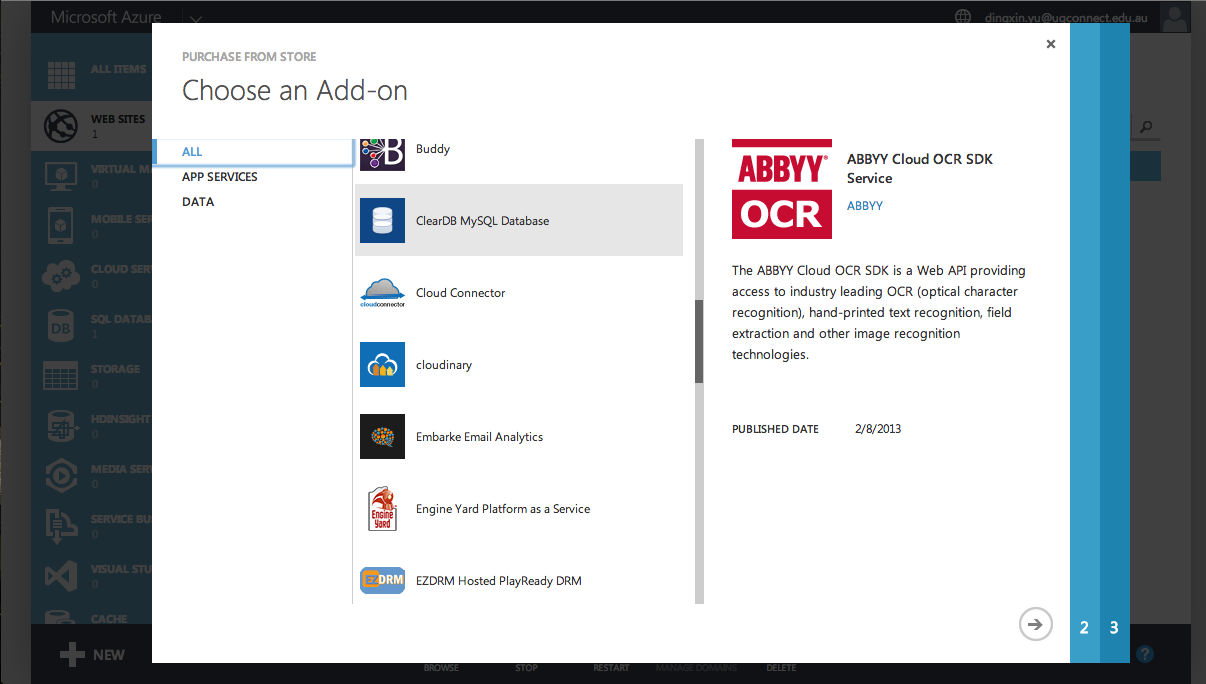 Microsoft Azure
dingxin.yu@uqconnect.edu.au
ALL ITEMS
WEB SITES
1
VIRTUAL MA
0
MOBILE SER
0
CLOUD SERV
0
SQL DATAB
1
STORAGE
0
HDINSIGHT
0
MEDIA SERV
0
SERVICE BU
0
VISUAL STU
0
CACHE
NEW
PURCHASE FROM STORE
Choose an Add-on
ALL
APP SERVICES
DATA
B
Buddy
ClearDB MySQL Database
cloudconnector
Cloud Connector
cloudinary
Embarke Email Analytics
Engine
Yard
Engine Yard Platform as a Service
EZDRM
EZDRM Hosted PlayReady DRM
ABBYY®
OCR
ABBYY Cloud OCR SDK
Service
ABBYY
The ABBYY Cloud OCR SDK is a Web API providing
access to industry leading OCR (optical character
recognition), hand-printed text recognition, field
extraction and other image recognition
technologies.
PUBLISHED DATE 2/8/2013
2 3
BROWSE STOP RESTART MANAGE DOMAINS DELETE
?